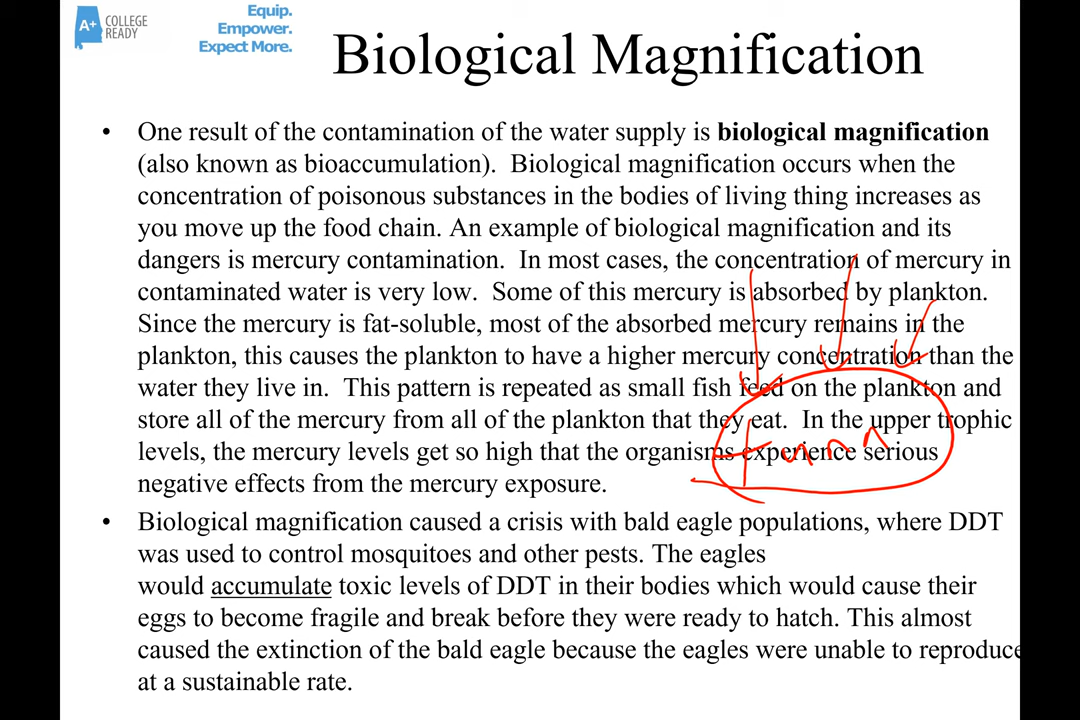 A+ COLLEGE
READY
Equip.
Empower.
Expect More.
Biological Magnification
• One result of the contamination of the water supply is biological magnification
(also known as bioaccumulation). Biological magnification occurs when the
concentration of poisonous substances in the bodies of living thing increases as
you move up the food chain. An example of biological magnification and its
dangers is mercury contamination. In most cases, the concentration of mercury in
contaminated water is very low. Some of this mercury is absorbed by plankton.
Since the mercury is fat-soluble, most of the absorbed mercury remains in the
plankton, this causes the plankton to have a higher mercury concentration than the
water they live in. This pattern is repeated as small fish feed on the plankton and
store all of the mercury from all of the plankton that they eat. In the upper trophic
levels, the mercury levels get so high that the organisms experience serious
negative effects from the mercury exposure.
• Biological magnification caused a crisis with bald eagle populations, where DDT
was used to control mosquitoes and other pests. The eagles
would accumulate toxic levels of DDT in their bodies which would cause their
eggs to become fragile and break before they were ready to hatch. This almost
caused the extinction of the bald eagle because the eagles were unable to reproduce
at a sustainable rate.